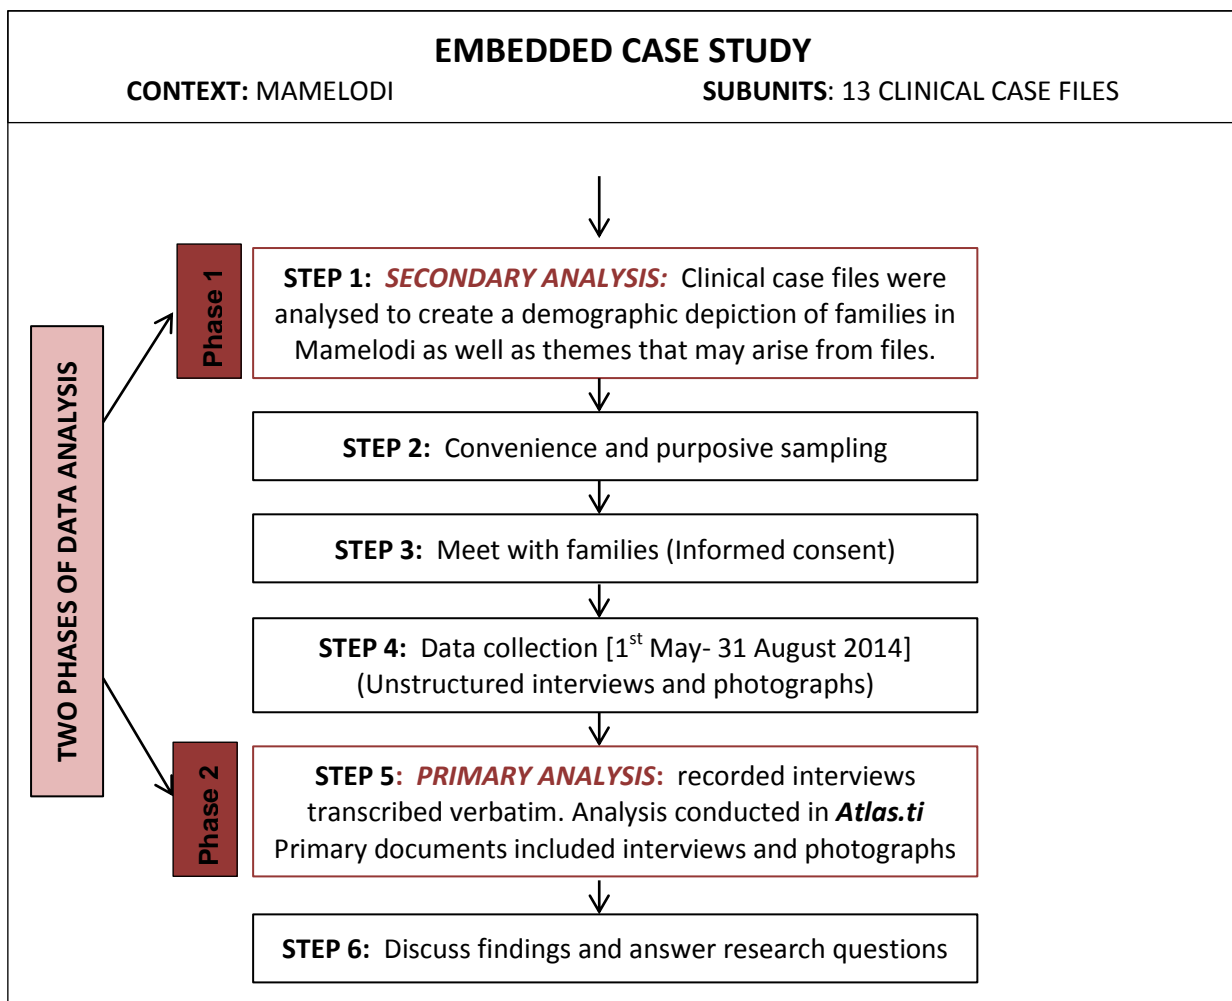 EMBEDDED CASE STUDY
CONTEXT: MAMELODI SUBUNITS: 13 CLINICAL CASE FILES
TWO PHASES OF DATA ANALYSIS
Phase 1
STEP 1: SECONDARY ANALYSIS: Clinical case files were
analysed to create a demographic depiction of families in
Mamelodi as well as themes that may arise from files.
STEP 2: Convenience and purposive sampling
STEP 3: Meet with families (Informed consent)
STEP 4: Data collection [1st May- 31 August 2014]
(Unstructured interviews and photographs)
Phase 2
STEP 5: PRIMARY ANALYSIS: recorded interviews
transcribed verbatim. Analysis conducted in Atlas.ti
Primary documents included interviews and photographs
STEP 6: Discuss findings and answer research questions